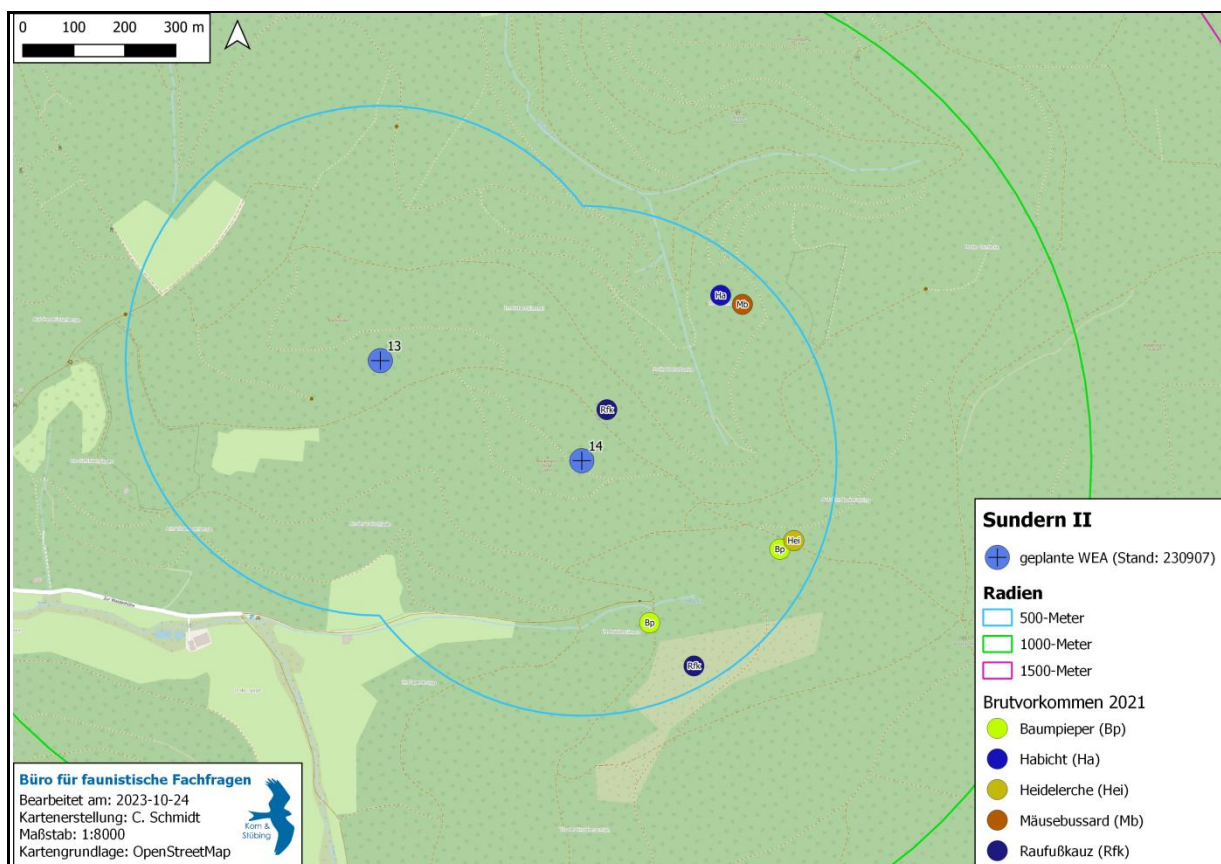 0 100 200 300 m
13
Ha
Mb
Rfk
14
Hei
Bp
Bp
Rfk
Sundern II
geplante WEA (Stand: 230907)
Radien
500-Meter
1000-Meter
1500-Meter
Brutvorkommen 2021
Baumpieper (Bp)
Habicht (Ha)
Heidelerche (Hei)
Mäusebussard (Mb)
Raufußkauz (Rfk)
Büro für faunistische Fachfragen
Bearbeitet am: 2023-10-24
Kartenerstellung: C. Schmidt
Maßstab: 1:8000
Kartengrundlage: OpenStreetMap
Korn &
Stübing